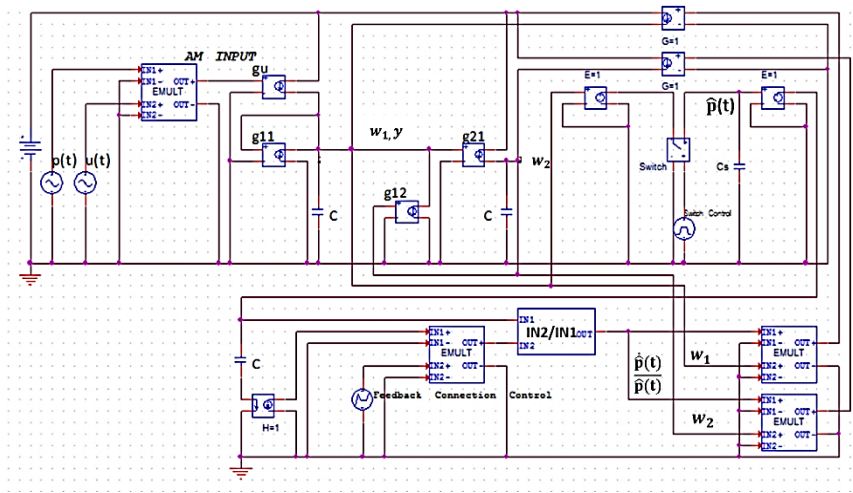 G=1
AM INPUT
IN1+
IN1- OUT+
EMULT
IN2+ OUT-
IN2-
gu
G=1
E=1
E=1
p̂(t)
p(t) u(t)
g11
w₁,y
g21
w₂
Switch
Cs
g12
C
C
Switch Control
IN1
IN2/IN1 OUT
IN2
IN1+
IN1- OUT+
EMULT
IN2+ OUT-
IN2-
C
Feedback Connection Control
H=1
IN1+
IN1- OUT+
EMULT
IN2+ OUT-
IN2-
w₁
p̂̇(t)
p̂(t)
w₂
IN1+
IN1- OUT+
EMULT
IN2+ OUT-
IN2-